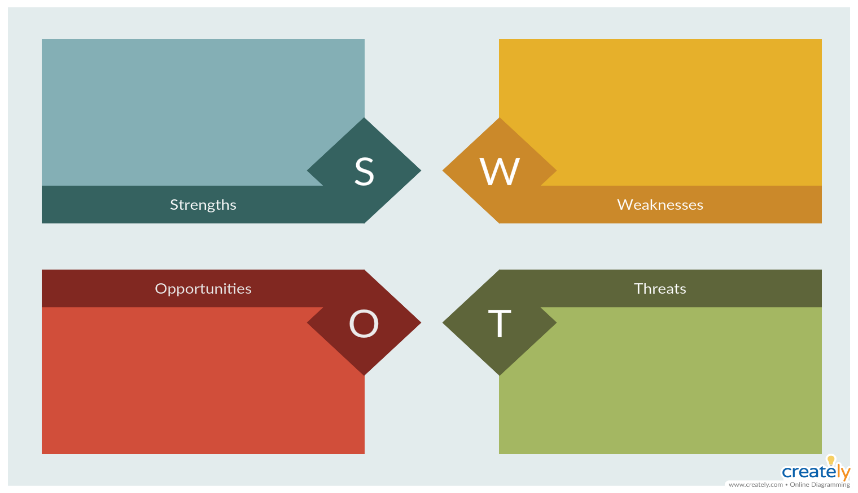 S
W
Strengths
Weaknesses
Opportunities
Threats
O
T
creately
www.creately.com • Online Diagramming